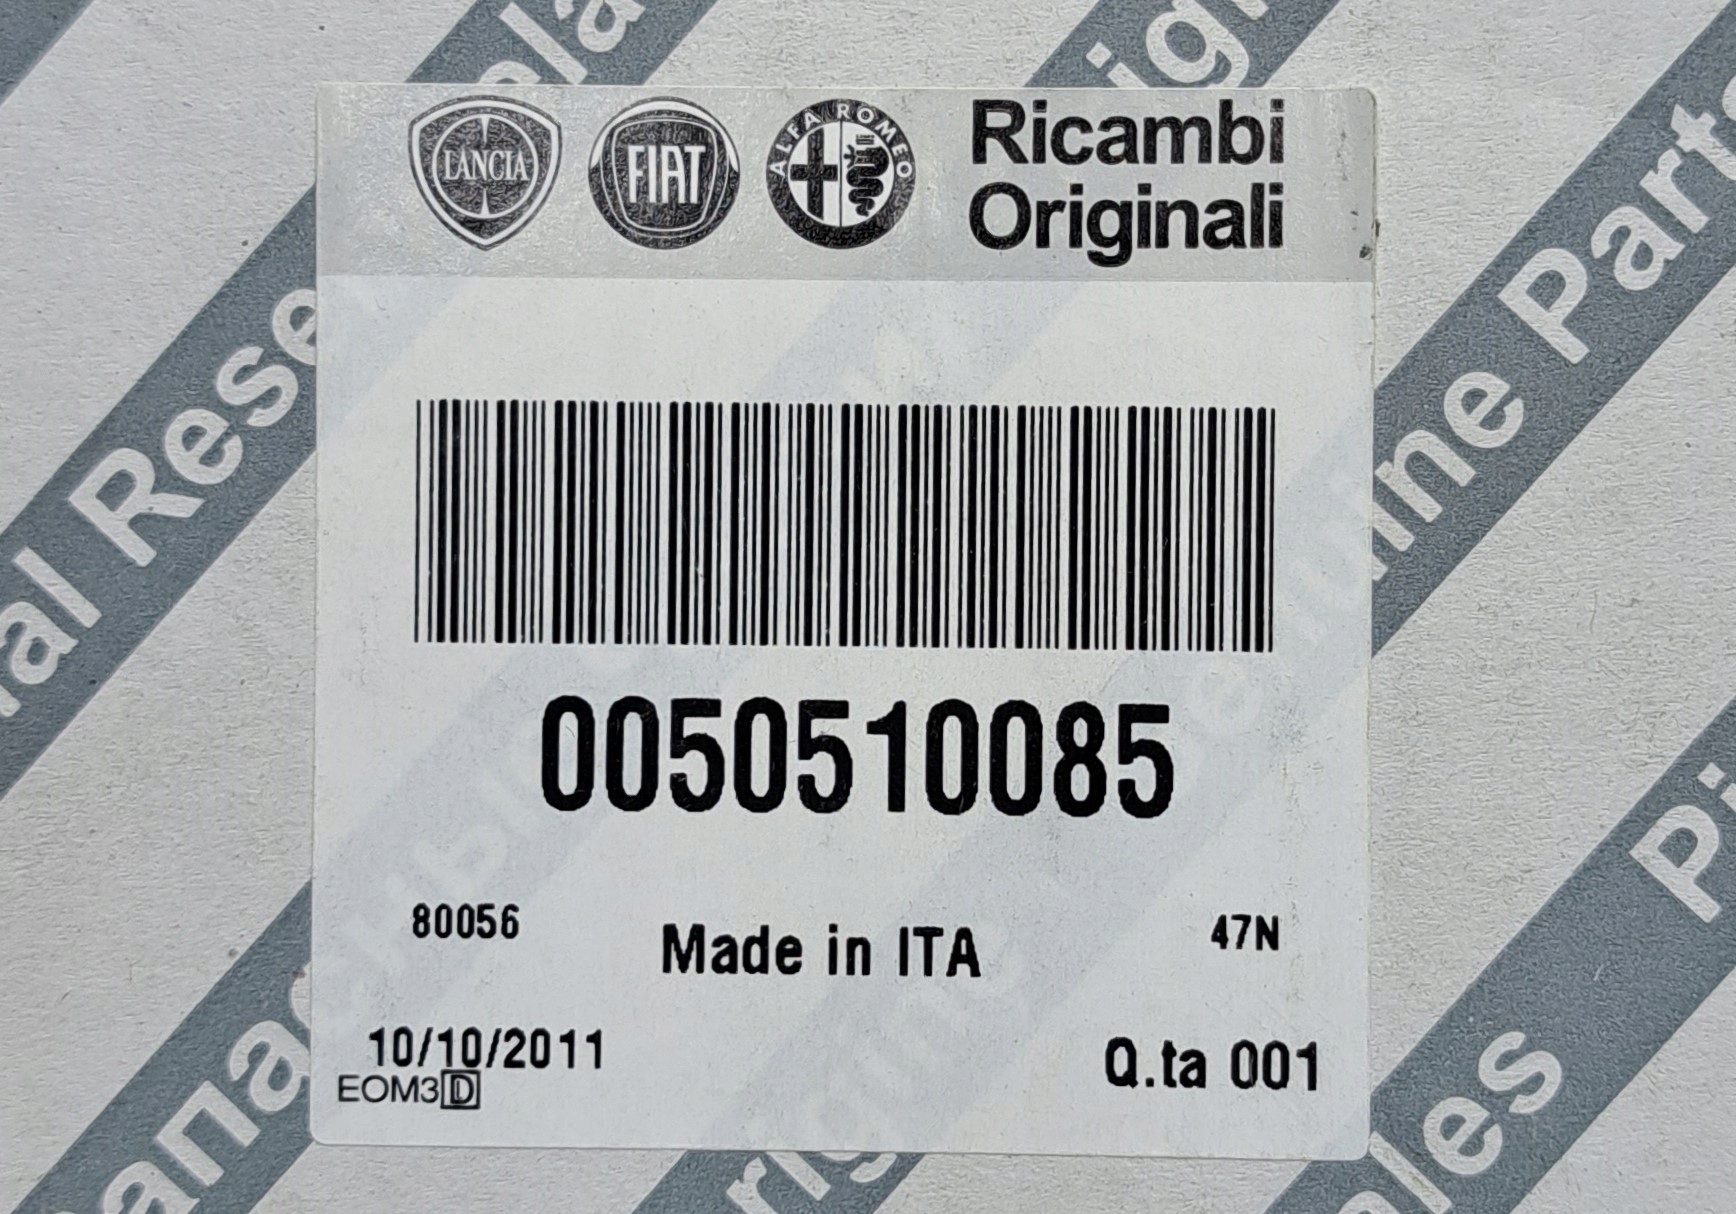 LANCIA FIAT ALFA ROMEO Ricambi
Originali
0050510085
80056 Made in ITA 47N
10/10/2011 Q.ta 001
EOM3D